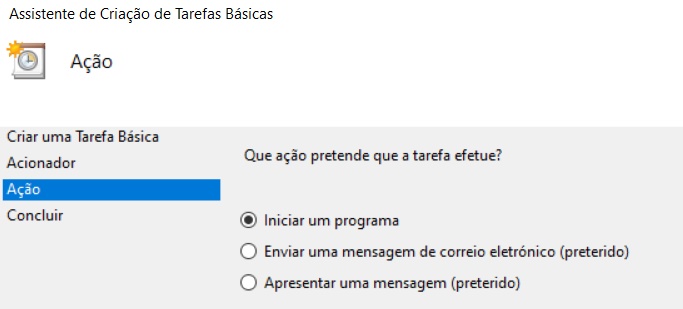 Assistente de Criação de Tarefas Básicas
Ação
Criar uma Tarefa Básica
Acionador
Ação
Concluir
Que ação pretende que a tarefa efetue?
Iniciar um programa
Enviar uma mensagem de correio eletrónico (preterido)
Apresentar uma mensagem (preterido)